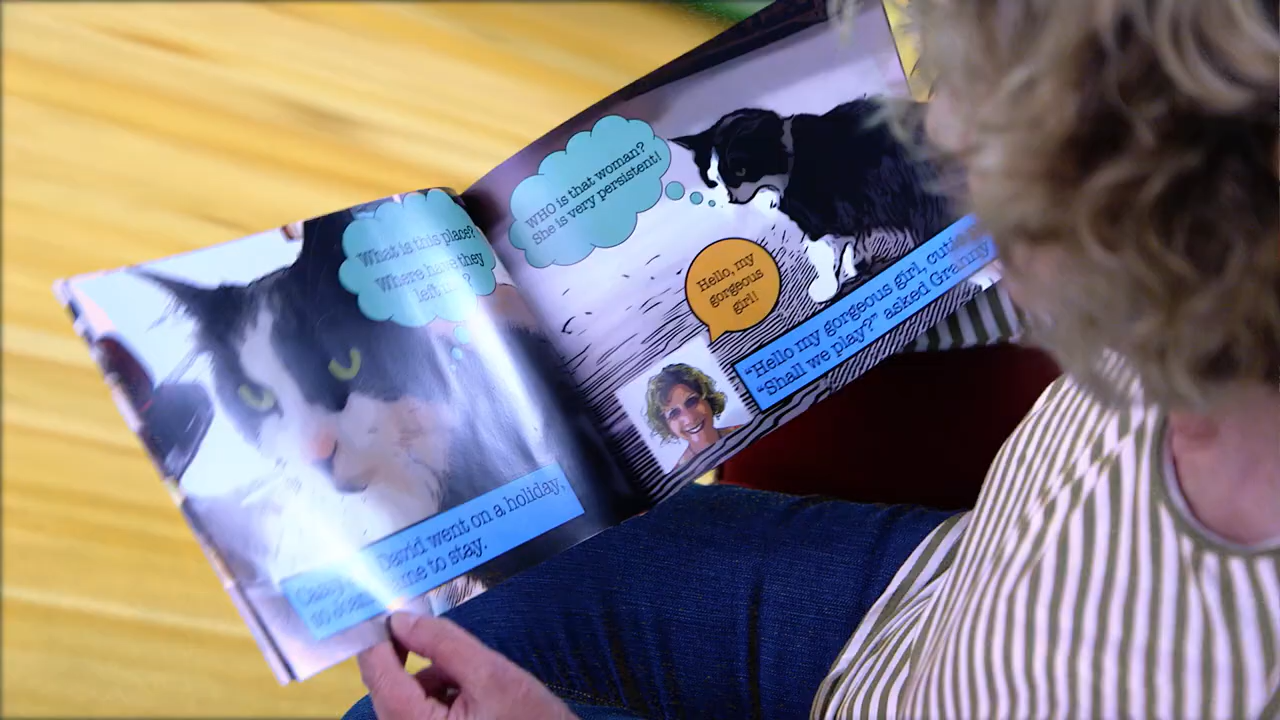 What is this place?
Where have they
left
David went on a holiday,
to stay.
WHO is that woman?
She is very persistent!
Hello, my
gorgeous
girl!
"Hello my gorgeous girl,
"Shall we play?" asked Granny